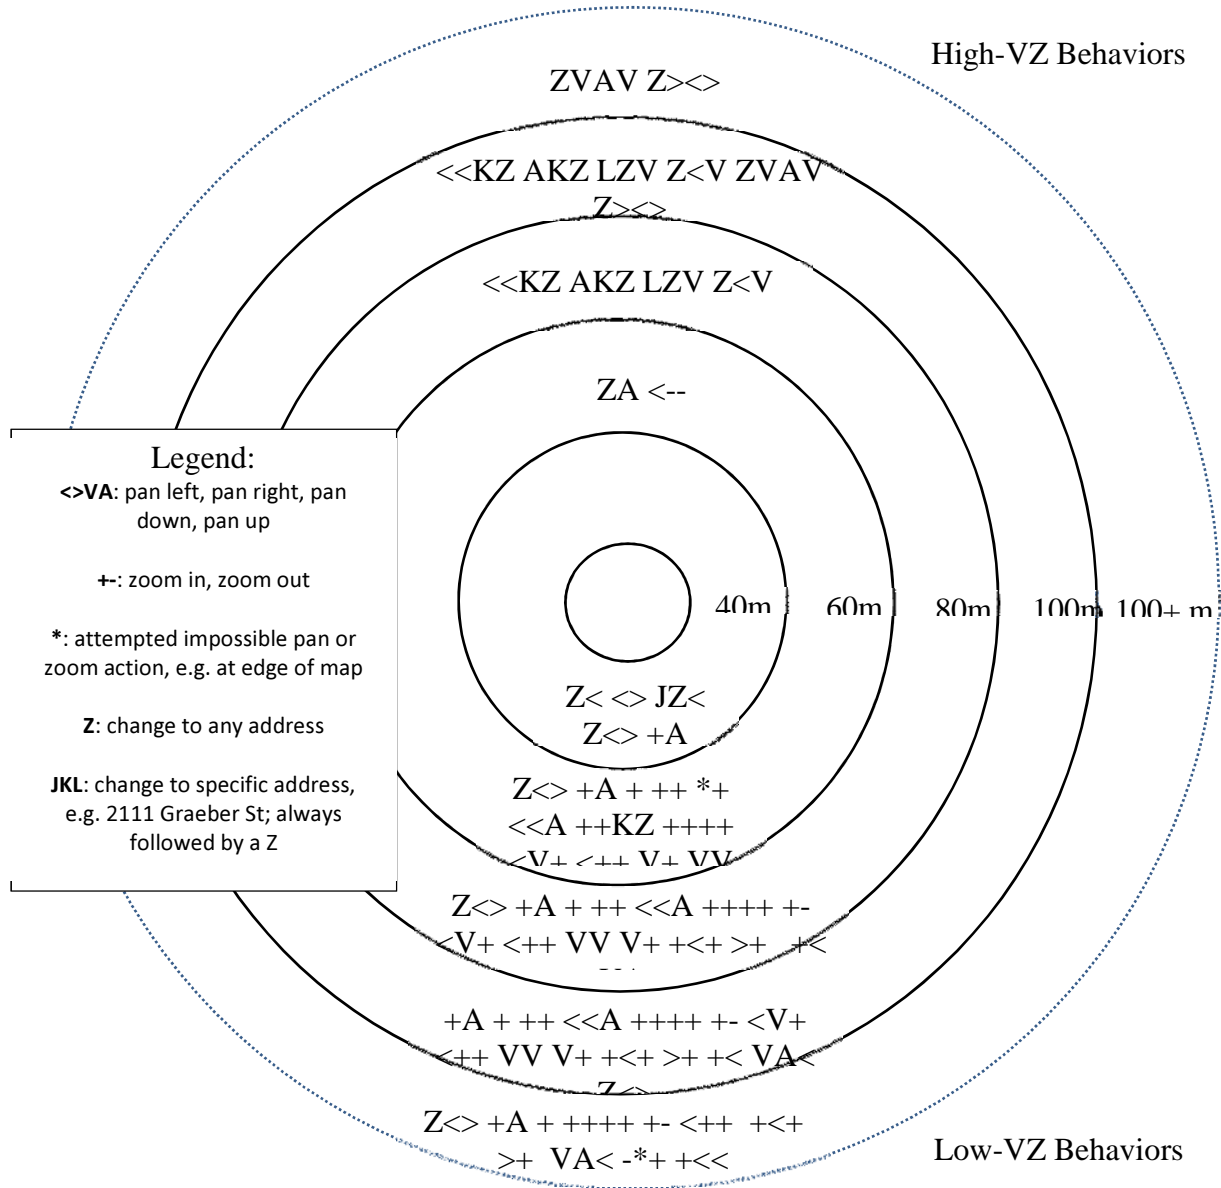 High-VZ Behaviors
ZVAV Z><>
<<KZ AKZ LZV Z<V ZVAV
Z><>
<<KZ AKZ LZV Z<V
ZA <--
Legend:
<>VA: pan left, pan right, pan
down, pan up
+-: zoom in, zoom out
*: attempted impossible pan or
zoom action, e.g. at edge of map
Z: change to any address
JKL: change to specific address,
e.g. 2111 Graeber St; always
followed by a Z
40m 60m 80m 100m 100+ m
Z< <> JZ<
Z<> +A
Z<> +A + ++ *+
<<A ++KZ ++++
<V+ <++ V+ VV
Z<> +A + ++ <<A ++++ +-
<V+ <++ VV V+ +<+ >+ +<
+A + ++ <<A ++++ +- <V+
<++ VV V+ +<+ >+ +< VA<
Z<>
Z<> +A + ++++ +- <++ +<+
>+ VA< -*+ +<<
Low-VZ Behaviors